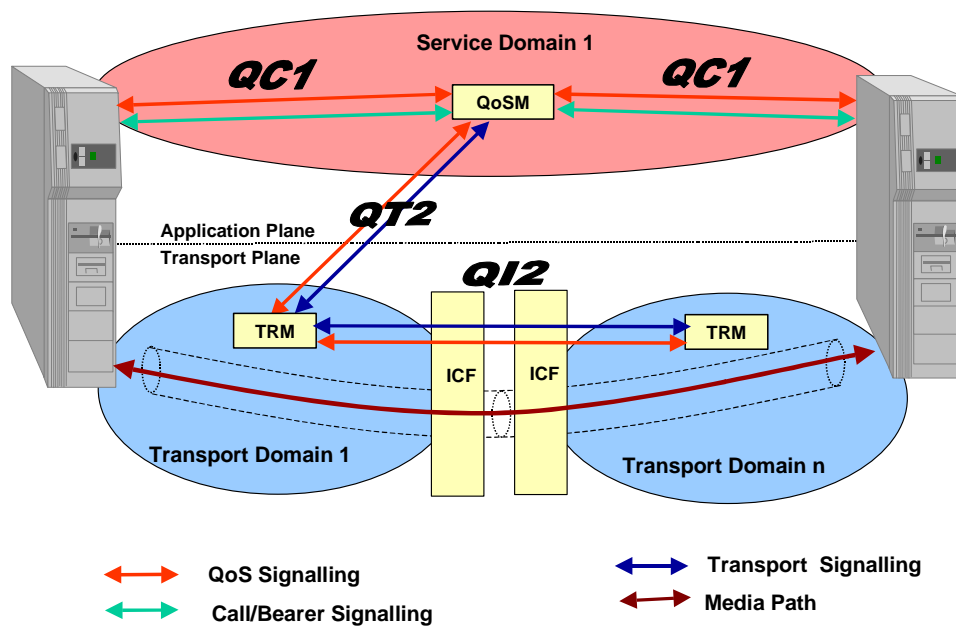 Service Domain 1
QC1
QC1
QoSM
QT2
Application Plane
Transport Plane
QI2
TRM
TRM
ICF
ICF
Transport Domain 1
Transport Domain n
QoS Signalling
Transport Signalling
Call/Bearer Signalling
Media Path